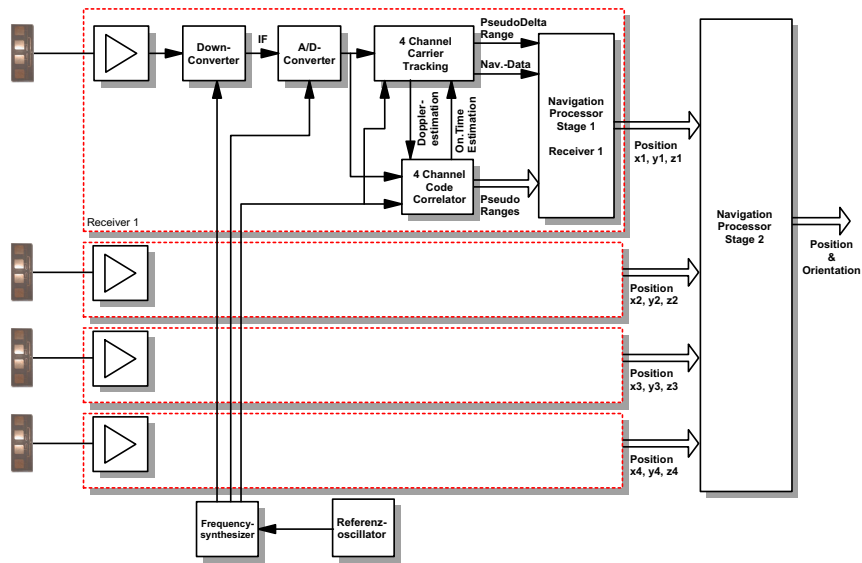 Down-
Converter
IF
A/D-
Converter
4 Channel
Carrier
Tracking
PseudoDelta
Range
Nav.-Data
Doppler-
estimation
On.Time
Estimation
4 Channel
Code
Correlator
Pseudo
Ranges
Navigation
Processor
Stage 1
Receiver 1
Receiver 1
Position
x1, y1, z1
Position
x2, y2, z2
Position
x3, y3, z3
Position
x4, y4, z4
Navigation
Processor
Stage 2
Position
&
Orientation
Frequency-
synthesizer
Referenz-
oscillator